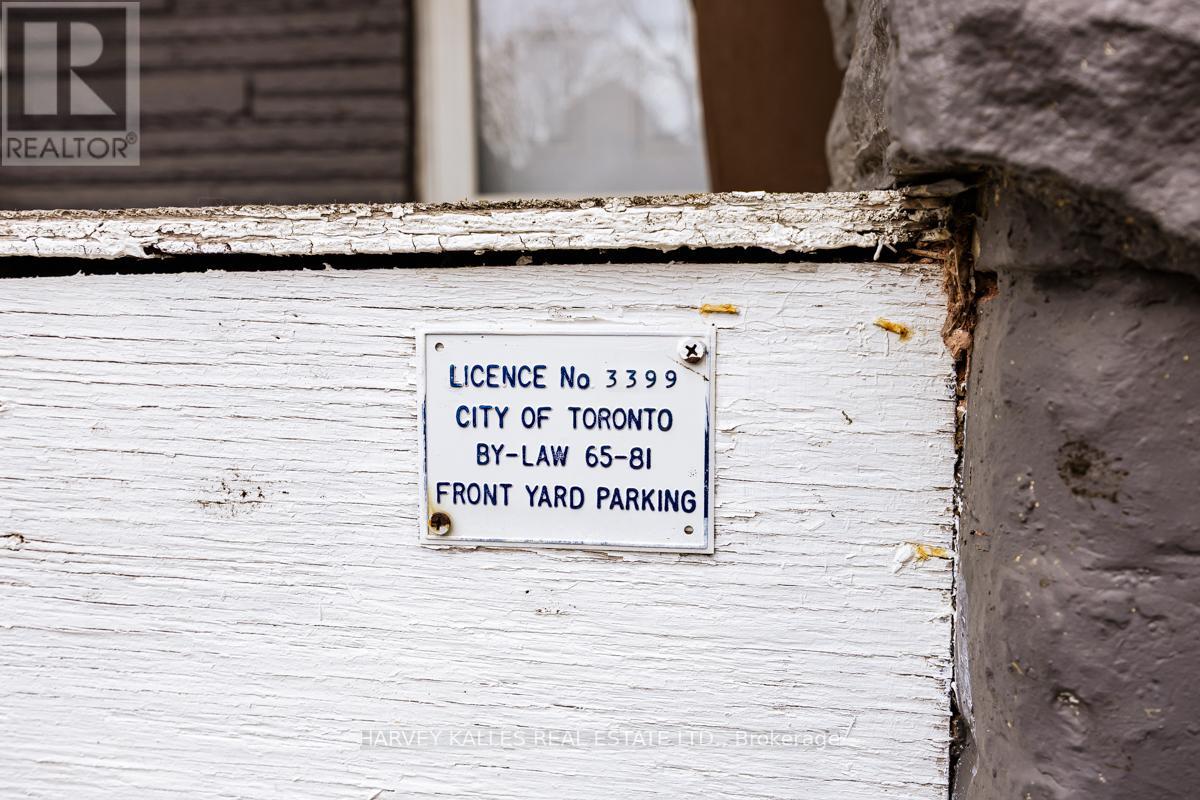 R
REALTOR®
LICENCE No 3399
CITY OF TORONTO
BY-LAW 65-81
FRONT YARD PARKING
HARVEY KALLES REAL ESTATE LTD., Brokerage